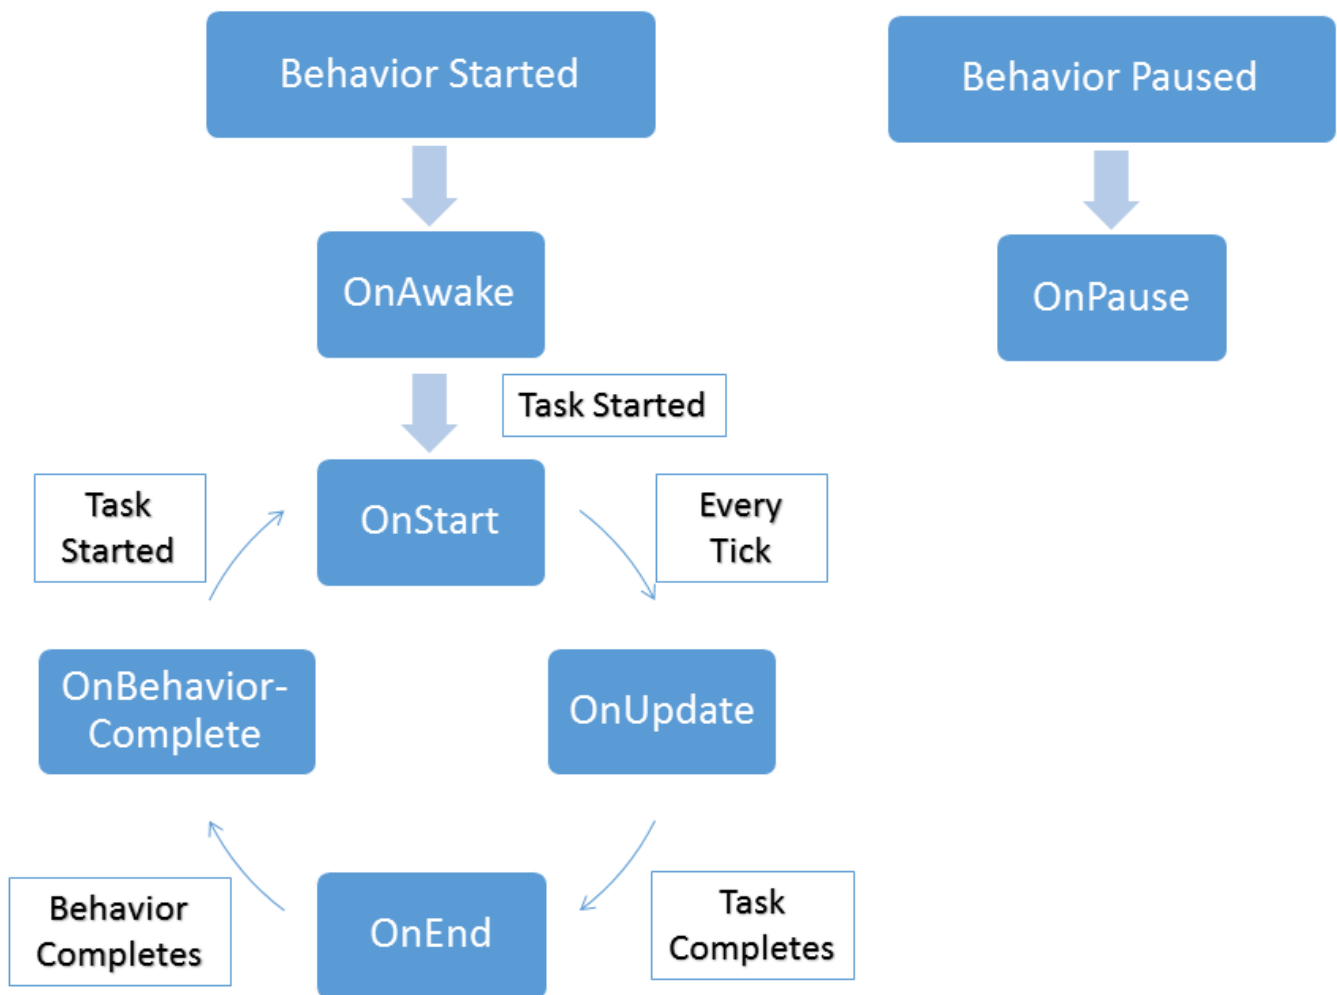 Behavior Started
Behavior Paused
OnAwake
OnPause
Task Started
Task
Started
OnStart
Every
Tick
OnBehavior-
Complete
OnUpdate
Behavior
Completes
OnEnd
Task
Completes